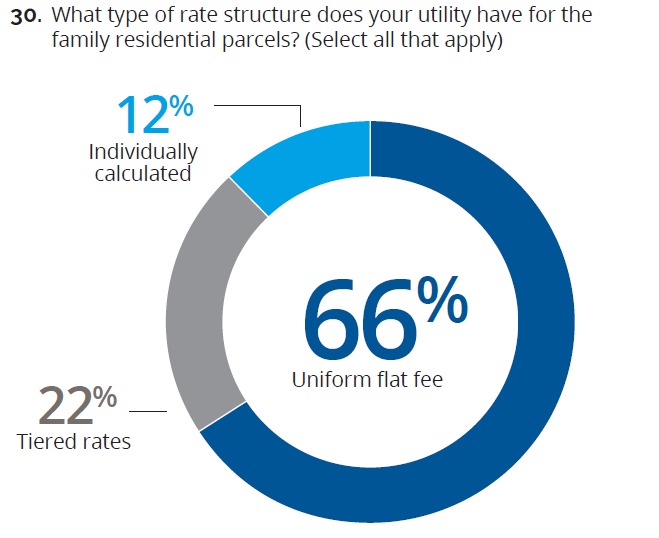 30. What type of rate structure does your utility have for the
family residential parcels? (Select all that apply)
12%
Individually
calculated
66%
Uniform flat fee
22%
Tiered rates